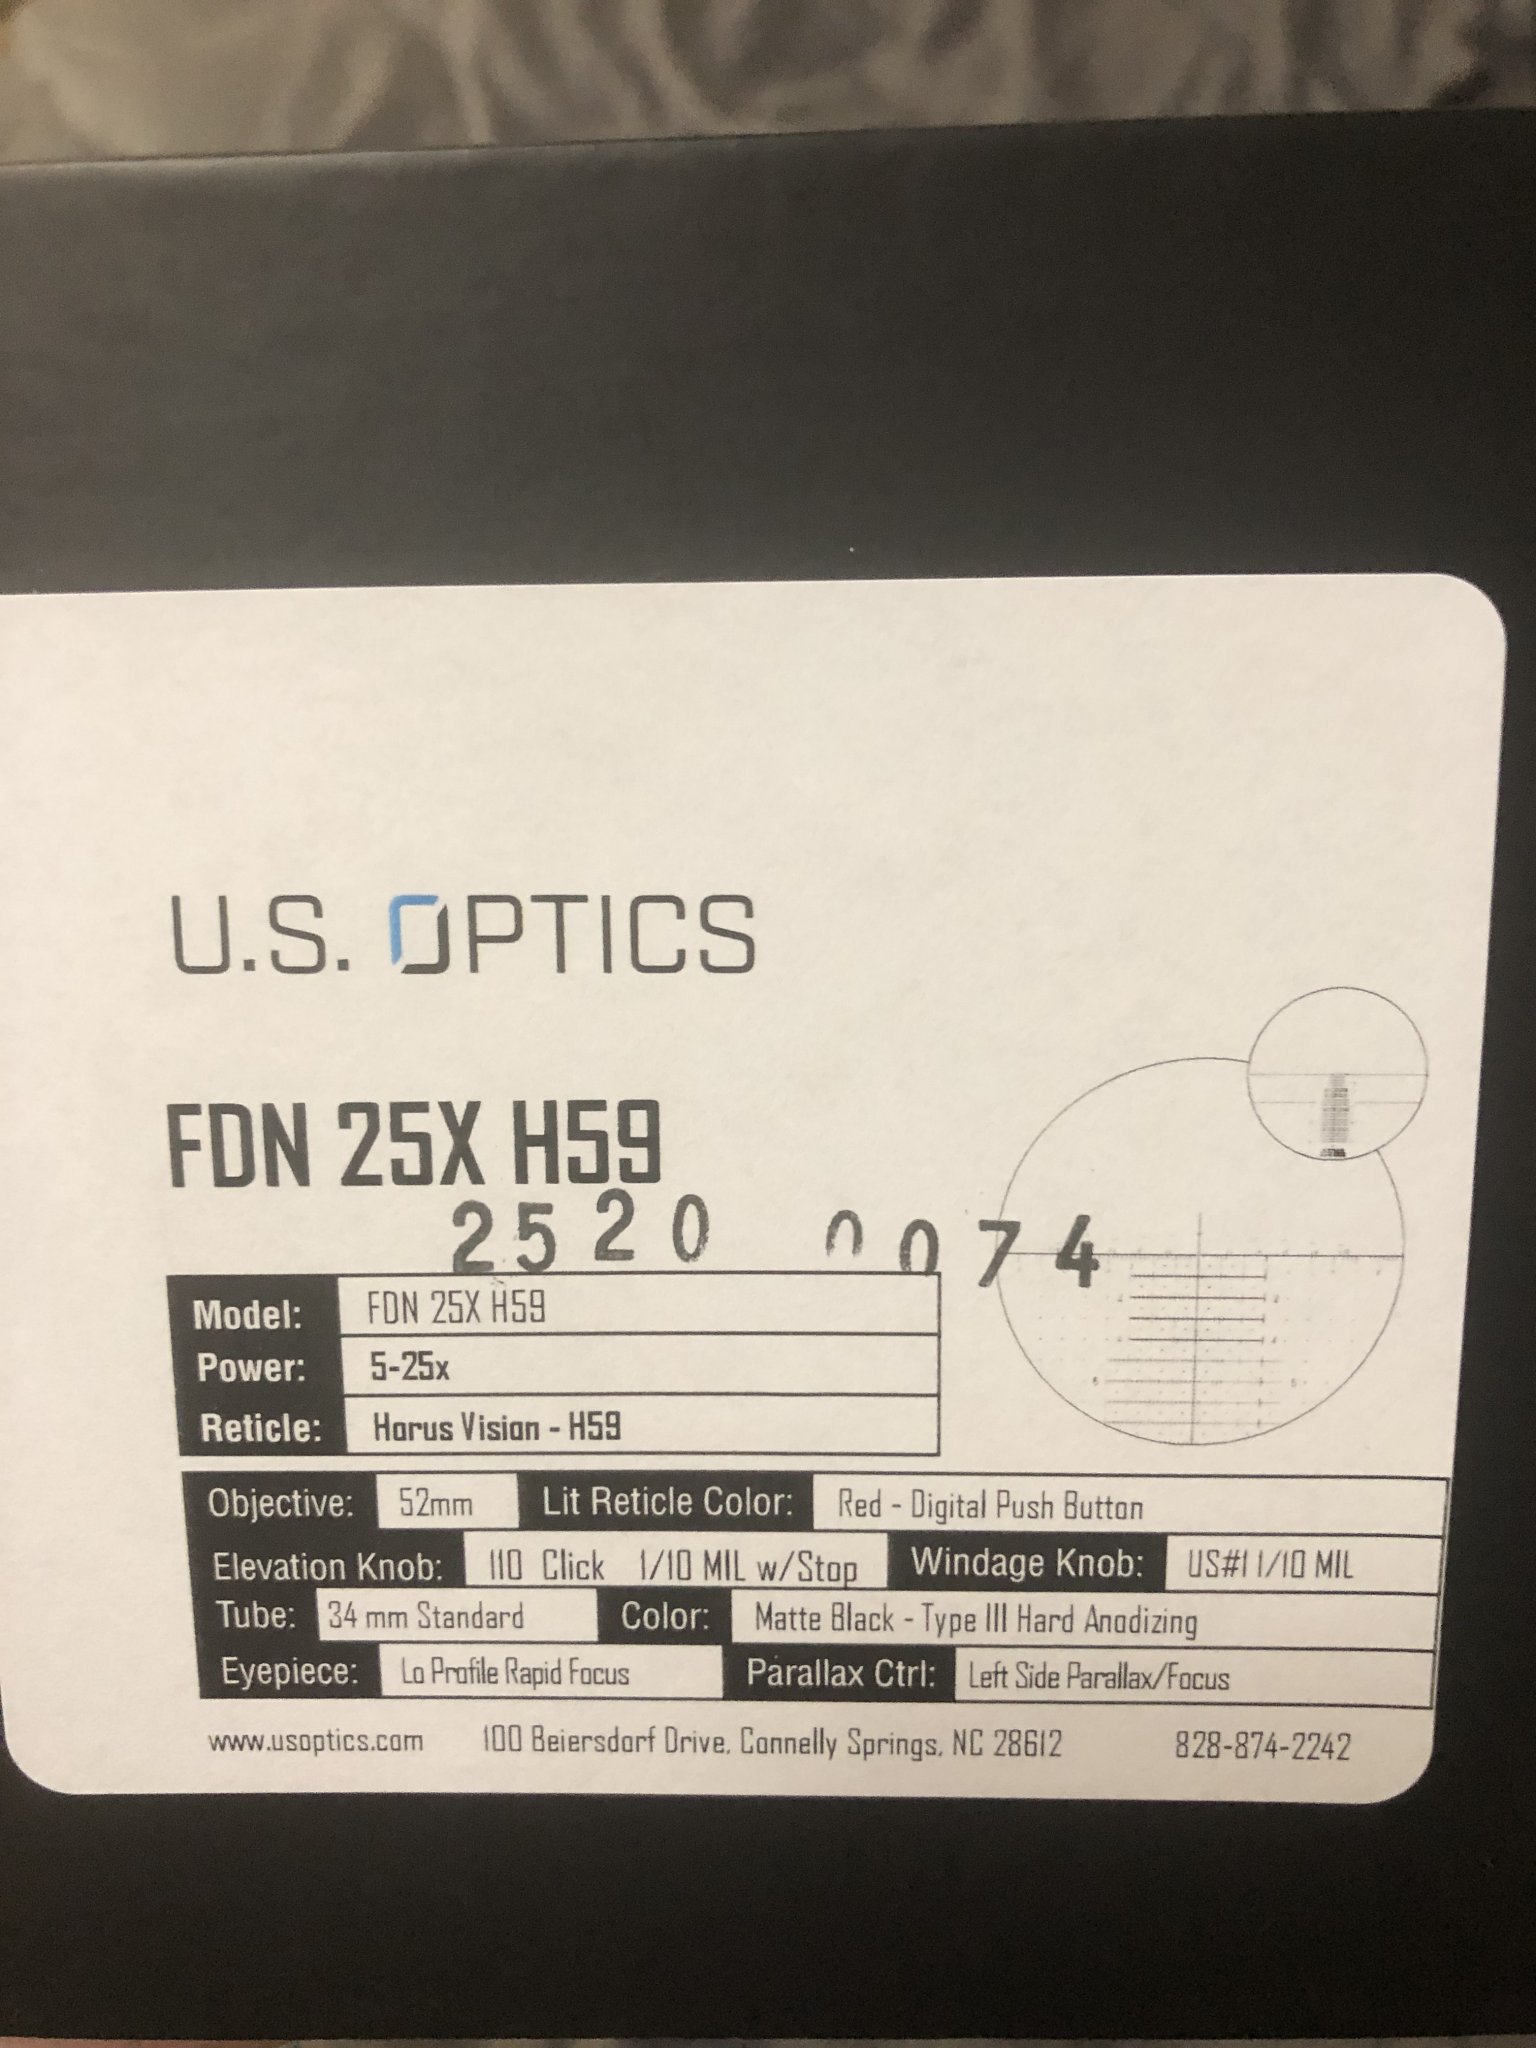 U.S. OPTICS
FDN 25X H59
2520 0074
Model: FDN 25X H59
Power: 5-25x
Reticle: Horus Vision - H59
Objective: 52mm Lit Reticle Color: Red - Digital Push Button
Elevation Knob: 110 Click 1/10 MIL w/Stop Windage Knob: US#1 1/10 MIL
Tube: 34 mm Standard Color: Matte Black - Type III Hard Anodizing
Eyepiece: Lo Profile Rapid Focus Parallax Ctrl: Left Side Parallax/Focus
www.usoptics.com 100 Beiersdorf Drive, Connelly Springs, NC 28612 828-874-2242